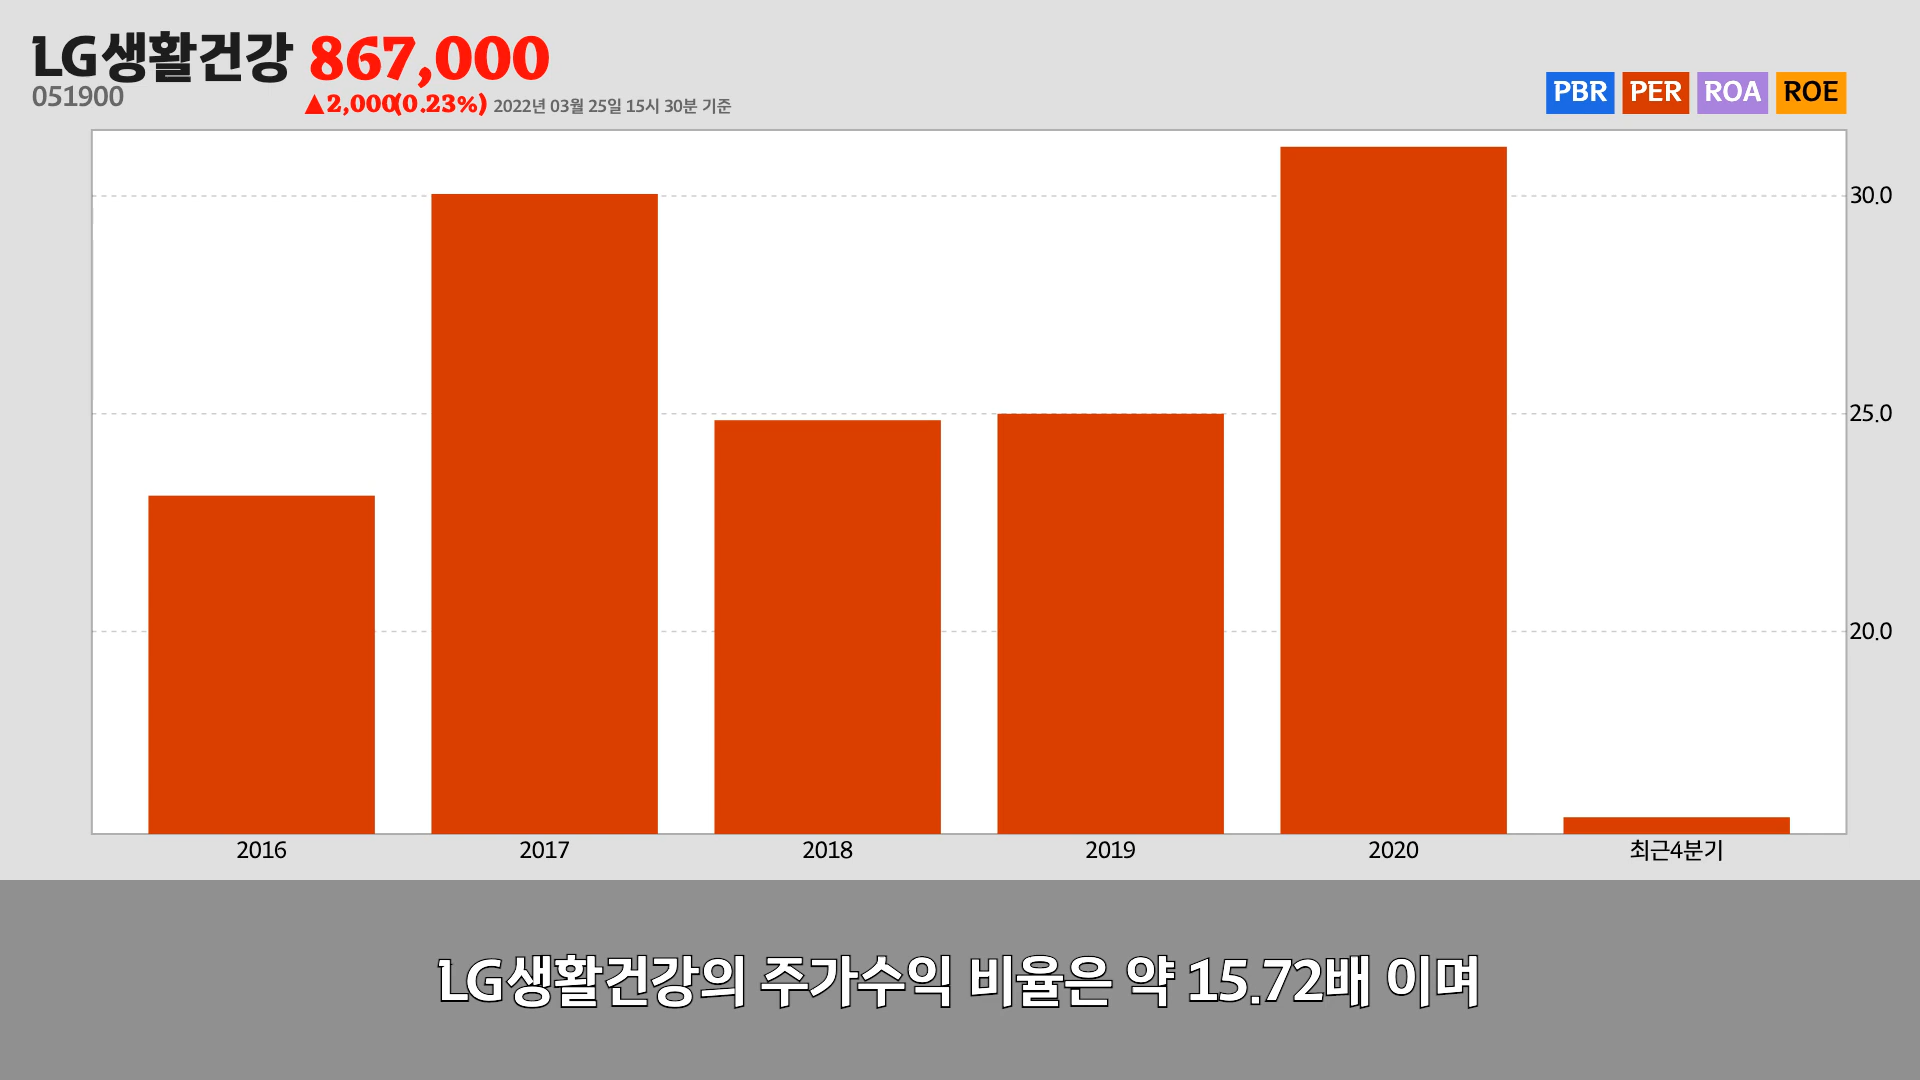 LG생활건강 867,000
051900
▲2,000(0.23%) 2022년 03월 25일 15시 30분 기준
PBR PER ROA ROE
30.0
25.0
20.0
2016 2017 2018 2019 2020 최근4분기
LG생활건강의 주가수익 비율은 약 15.72배 이며